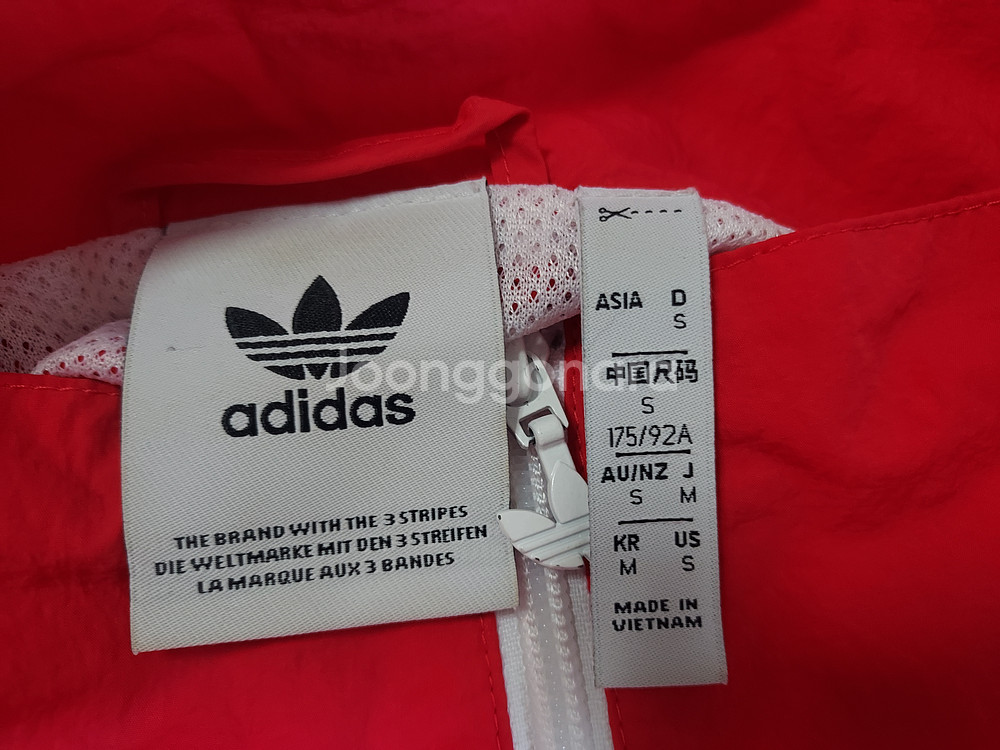 adidas
THE BRAND WITH THE 3 STRIPES
DIE WELTMARKE MIT DEN 3 STREIFEN
LA MARQUE AUX 3 BANDES
ASIA D
S
中国尺码
S
175/92A
AU/NZ J
S M
KR US
M S
MADE IN
VIETNAM